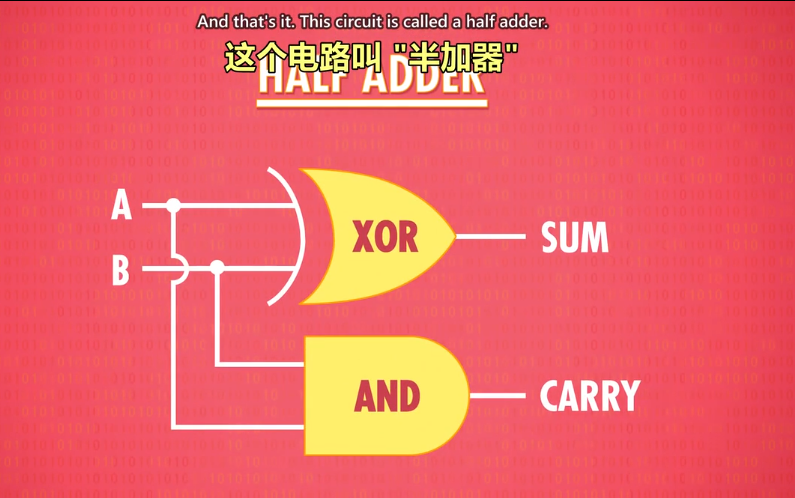 And that's it. This circuit is called a half adder.
这个电路叫 "半加器"
HALF ADDER
A
XOR
SUM
B
AND
CARRY